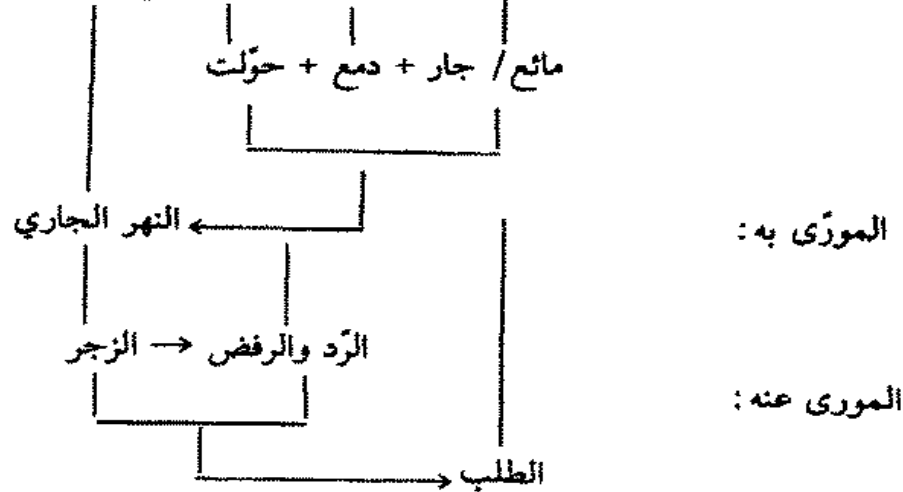 مائع / جار + دمع + حوّلت
المورّى به : النهر الجاري
الرّد والرفض → الزجر
المورى عنه :
الطلب